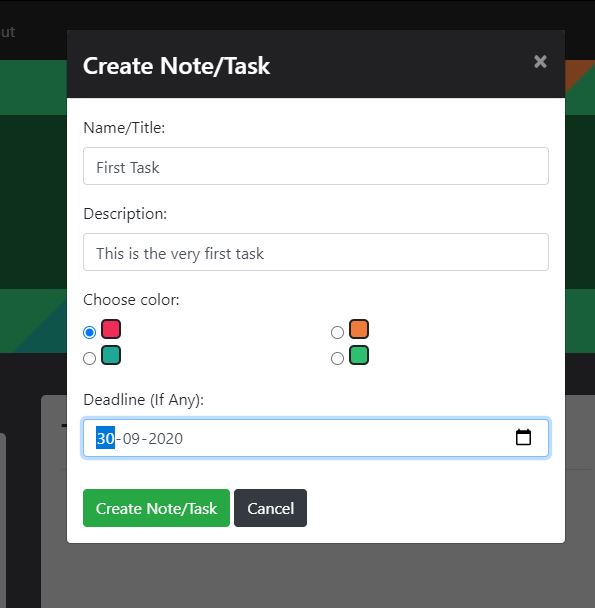 ut
Create Note/Task ×
Name/Title:
First Task
Description:
This is the very first task
Choose color:
Deadline (If Any):
30-09-2020
Create Note/Task Cancel